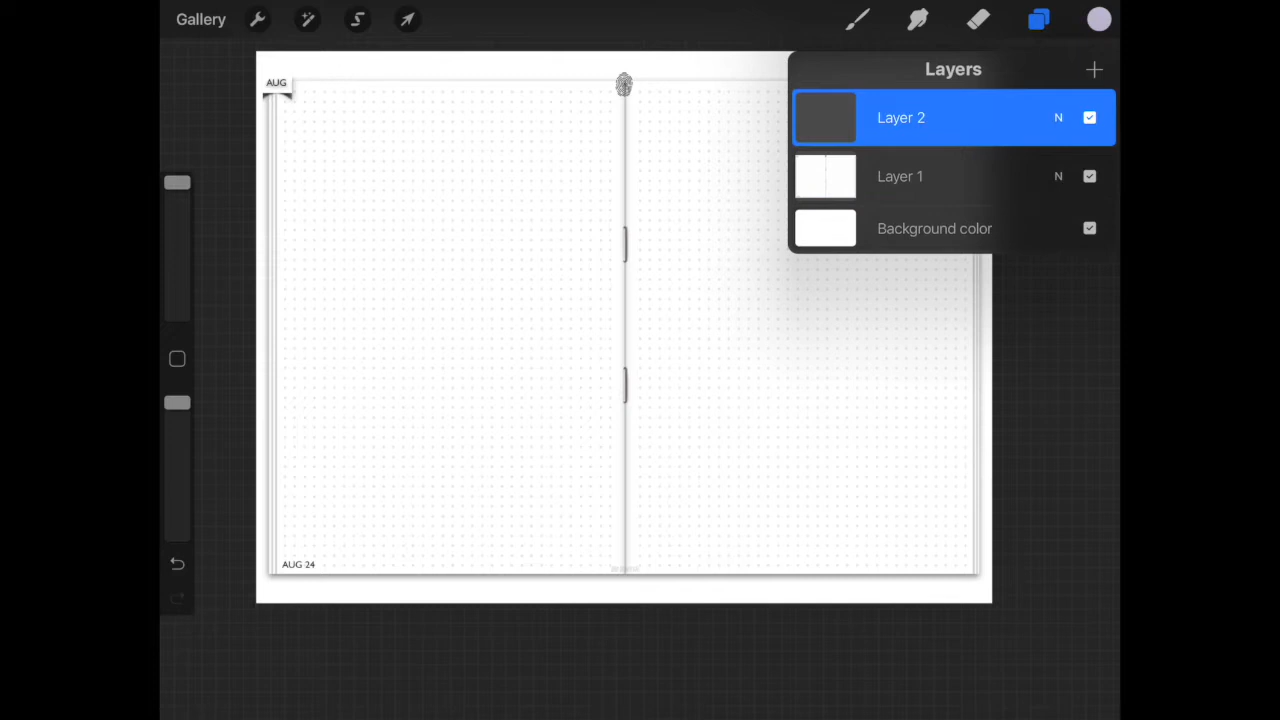 Gallery
Layers
AUG
Layer 2 N
Layer 1 N
Background color
AUG 24